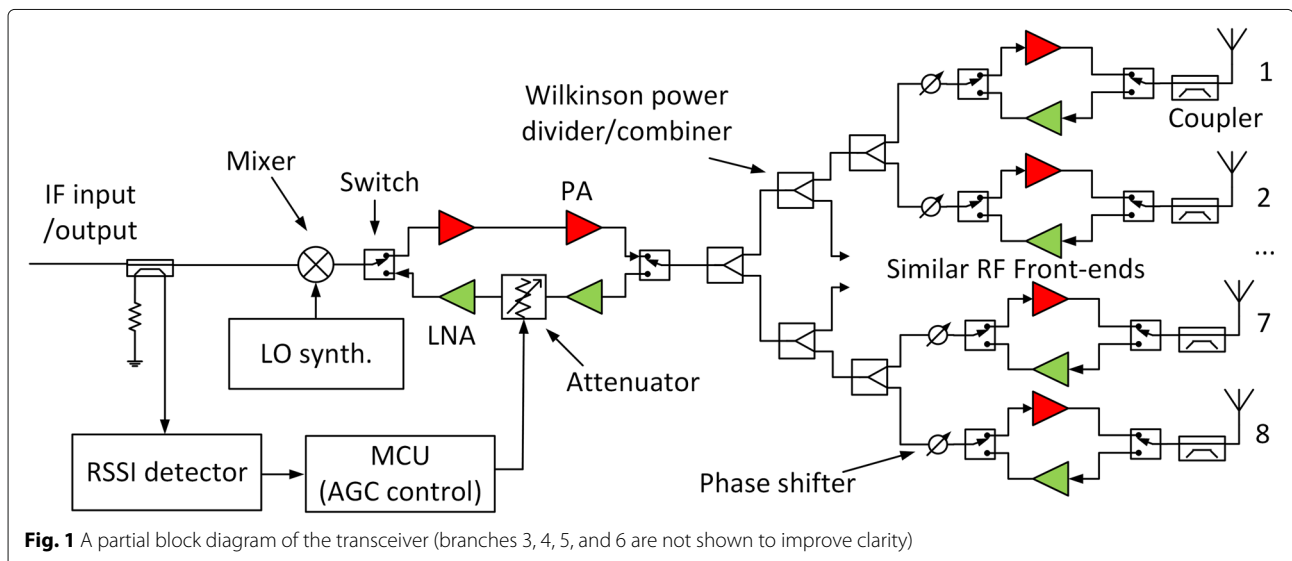 IF input
/output
Mixer
Switch
PA
Wilkinson power
divider/combiner
1
Coupler
2
...
Similar RF Front-ends
LNA
LO synth.
Attenuator
7
RSSI detector
MCU
(AGC control)
Phase shifter
8
Fig. 1 A partial block diagram of the transceiver (branches 3, 4, 5, and 6 are not shown to improve clarity)